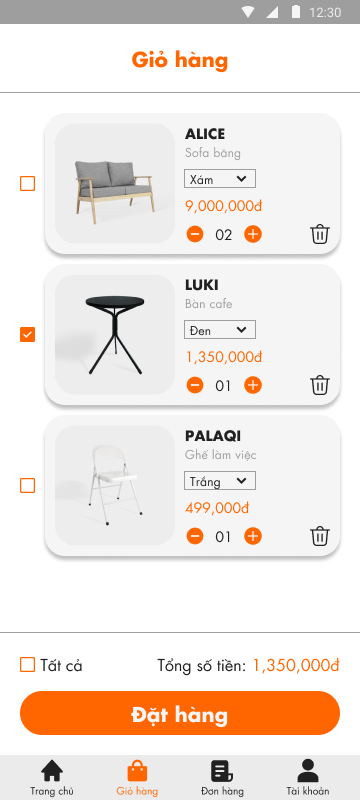 12:30
Giỏ hàng
ALICE
Sofa băng
Xám
9,000,000đ
02
LUKI
Bàn cafe
Đen
1,350,000đ
01
PALAQI
Ghế làm việc
Trắng
499,000đ
01
Tất cả Tổng số tiền: 1,350,000đ
Đặt hàng
Trang chủ Giỏ hàng Đơn hàng Tài khoản